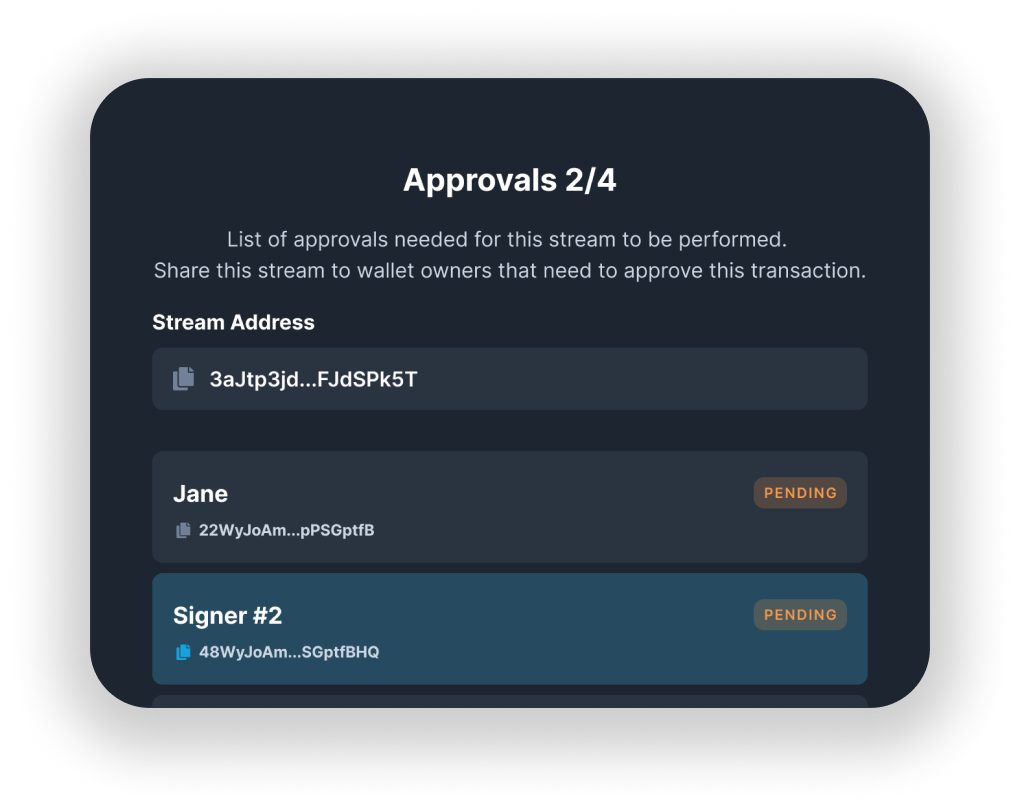 Approvals 2/4
List of approvals needed for this stream to be performed.
Share this stream to wallet owners that need to approve this transaction.
Stream Address
3aJtp3jd...FJdSPk5T
Jane
PENDING
22WyJoAm...pPSGptfB
Signer #2
PENDING
48WyJoAm...SGptfBHQ